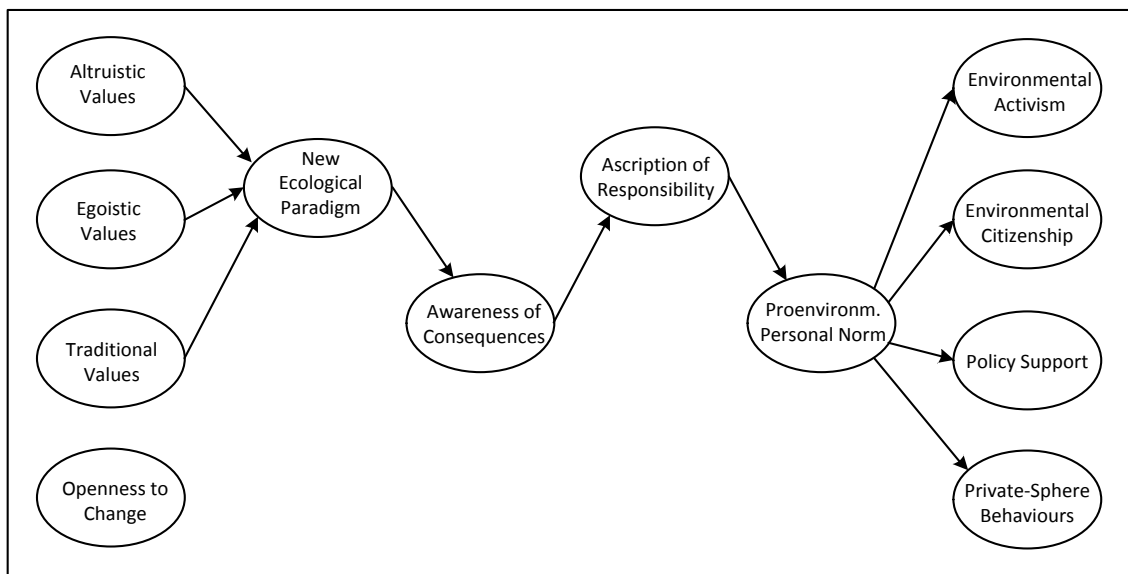 Altruistic
Values
Egoistic
Values
Traditional
Values
Openness to
Change
New
Ecological
Paradigm
Awareness of
Consequences
Ascription of
Responsibility
Proenvironm.
Personal Norm
Environmental
Activism
Environmental
Citizenship
Policy Support
Private-Sphere
Behaviours